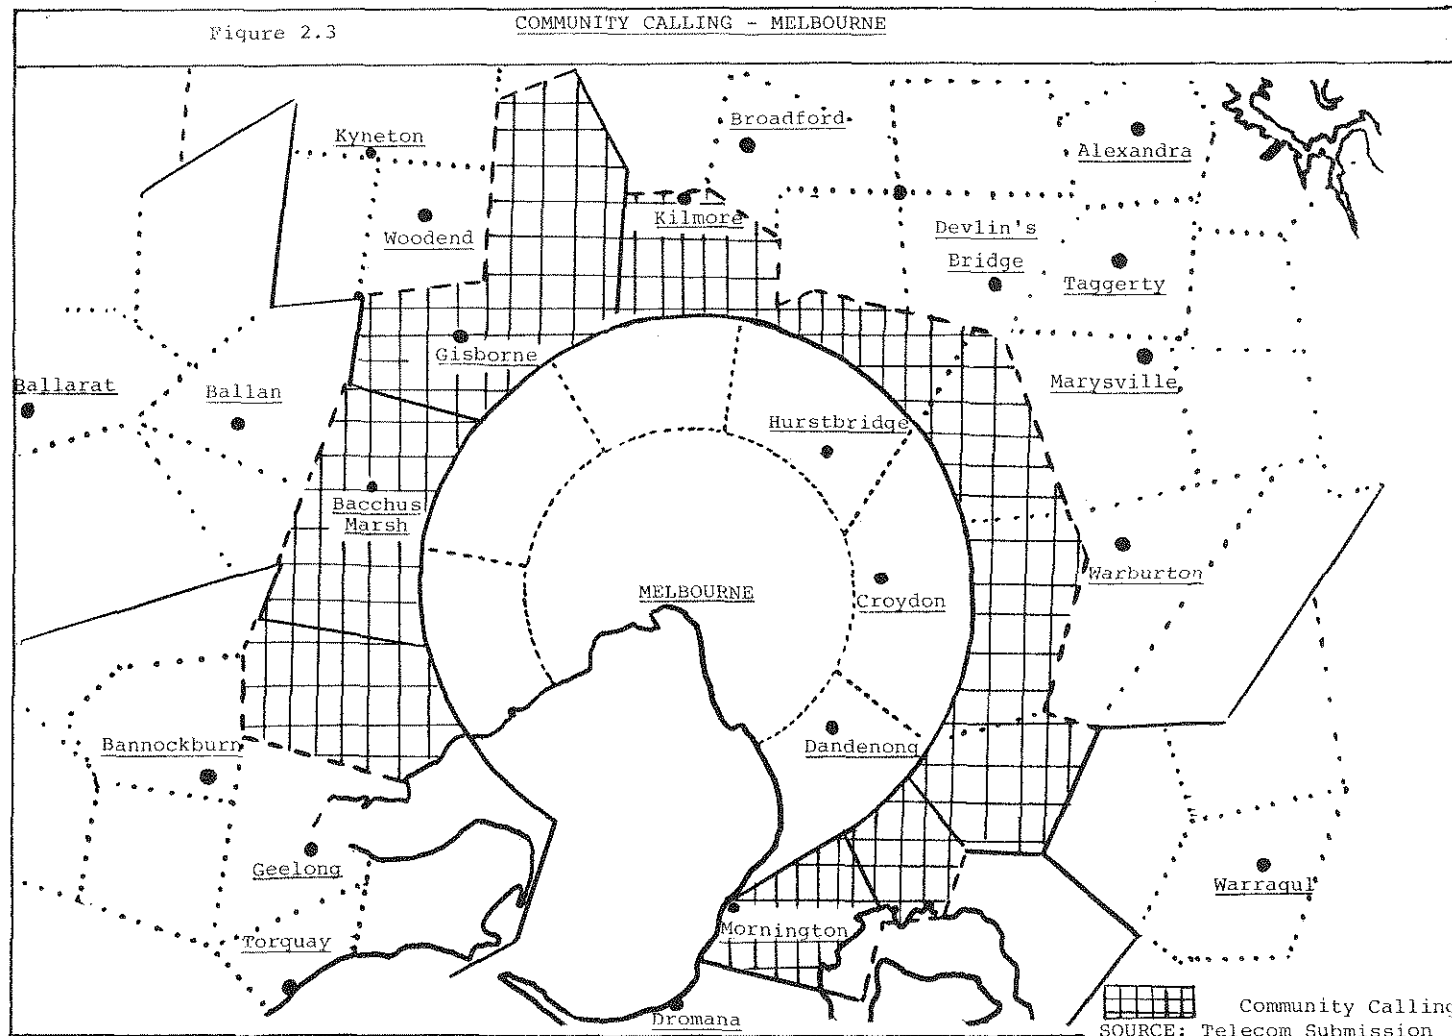 Figure 2.3
COMMUNITY CALLING - MELBOURNE
Kyneton
Broadford
Alexandra
Kilmore
Woodend
Devlin's
Bridge
Taggerty
Gisborne
Marysville
Ballarat
Ballan
Hurstbridge
Bacchus
Marsh
Warburton
MELBOURNE
Croydon
Bannockburn
Dandenong
Geelong
Warragul
Mornington
Torquay
Dromana
Community Calling
SOURCE: Telecom Submission